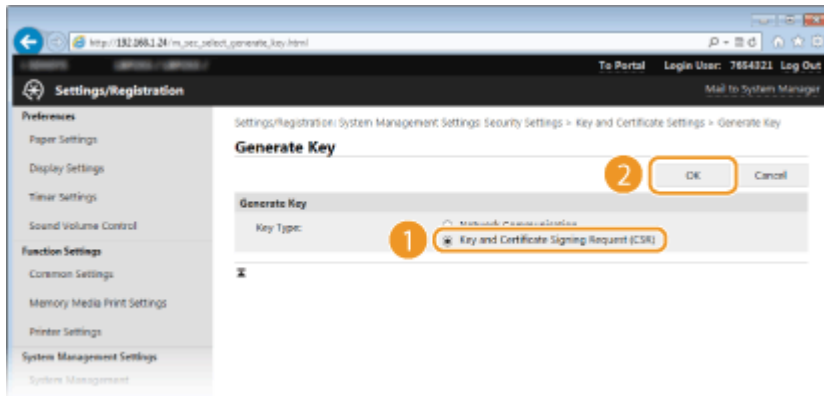 http://192.168.1.24/m_sec_select_generate_key.html
To Portal Login User: 7654321 Log Out
Settings/Registration
Mail to System Manager
Preferences
Paper Settings
Display Settings
Timer Settings
Sound Volume Control
Function Settings
Common Settings
Memory Media Print Settings
Printer Settings
System Management Settings
System Management
Settings/Registration: System Management Settings: Security Settings > Key and Certificate Settings > Generate Key
Generate Key
2
OK
Cancel
Generate Key
Key Type:
Network Communication
1
Key and Certificate Signing Request (CSR)